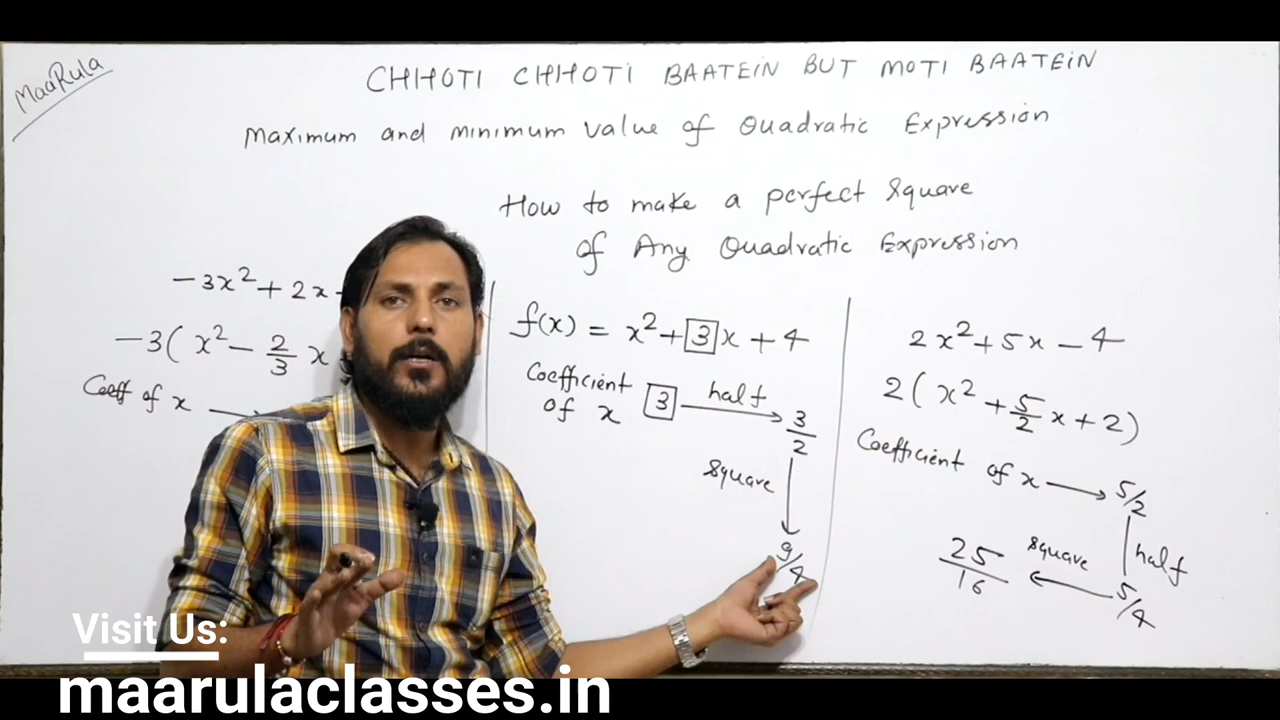 MaaRula
CHHOTI CHHOTI BAATEIN BUT MOTI BAATEIN
Maximum and minimum value of Quadratic Expression
How to make a perfect Square
of Any Quadratic Expression
-3x² + 2x -
-3( x² - 2/3 x
Coeff of x →
f(x) = x² + 3x + 4
Coefficient
of x 3 half → 3/2
square
9/4
2x² + 5x - 4
2( x² + 5/2 x + 2)
Coefficient of x → 5/2
half
25/16 square ← 5/4
Visit Us:
maarulaclasses.in